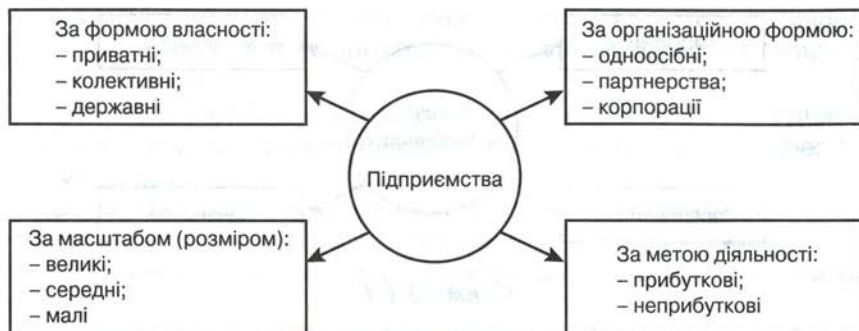 За формою власності:
– приватні;
– колективні;
– державні
За організаційною формою:
– одноосібні;
– партнерства;
– корпорації
Підприємства
За масштабом (розміром):
– великі;
– середні;
– малі
За метою діяльності:
– прибуткові;
– неприбуткові